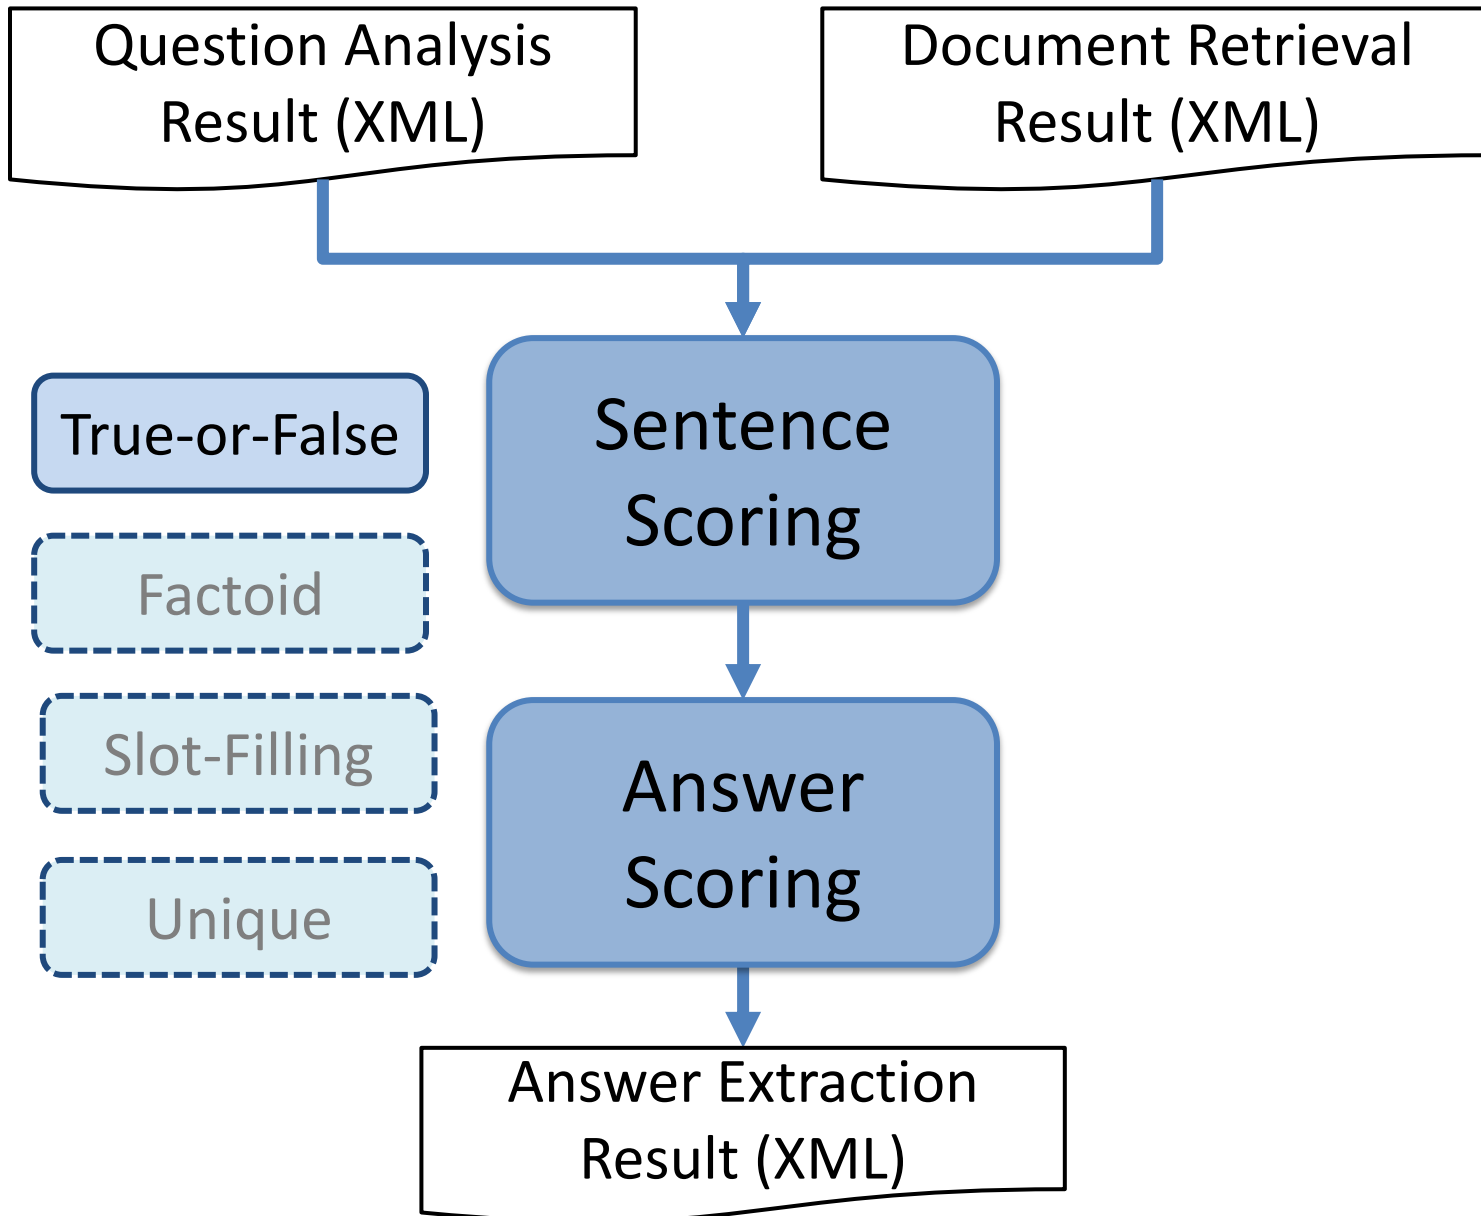 Question Analysis
Result (XML)
Document Retrieval
Result (XML)
True-or-False
Factoid
Slot-Filling
Unique
Sentence
Scoring
Answer
Scoring
Answer Extraction
Result (XML)